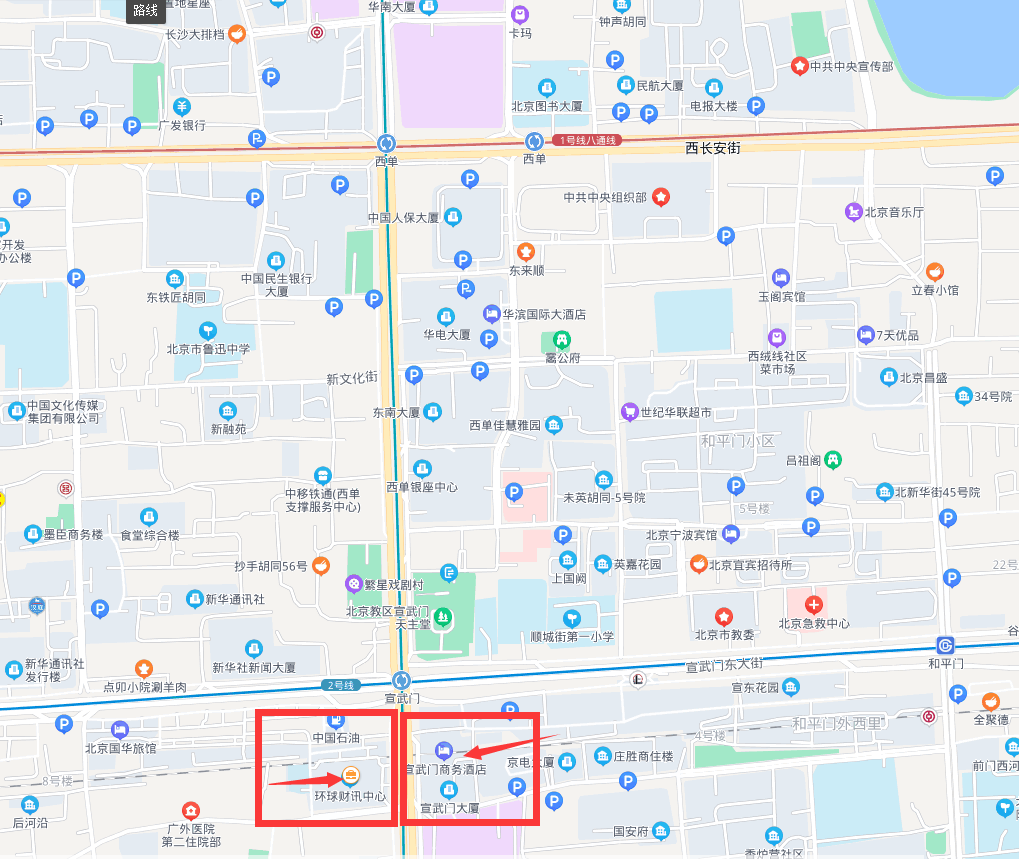 路线
置地星座
华南大厦
长沙大排档
卡玛
钟声胡同
中共中央宣传部
民航大厦
北京图书大厦
电报大楼
广发银行
1号线八通线
西长安街
西单
西单
中共中央组织部
中国人保大厦
北京音乐厅
开发
办公楼
东来顺
中国民生银行
大厦
东铁匠胡同
玉阁宾馆
立春小馆
华滨国际大酒店
华电大厦
7天优品
北京市鲁迅中学
鬲公府
西绒线社区
菜市场
新文化街
北京昌盛
34号院
中国文化传媒
集团有限公司
新融苑
东南大厦
西单佳慧雅园
世纪华联超市
和平门小区
吕祖阁
西单银座中心
中移铁通(西单
支撑服务中心)
未英胡同-5号院
北新华街45号院
5号楼
墨臣商务楼
食堂综合楼
北京宁波宾馆
抄手胡同56号
上国阙
英嘉花园
北京宜宾招待所
22号
繁星戏剧村
汉庭
新华通讯社
北京教区宣武门
天主堂
顺城街第一小学
北京市教委
北京急救中心
谷
新华通讯社
发行楼
新华社新闻大厦
宣武门东大街
和平门
点卯小院涮羊肉
2号线
宣武门
宣东花园
中国石油
北京国华旅馆
和平门外西里
全聚德
4号楼
宣武门商务酒店
京电大厦
庄胜商住楼
前门西河
8号楼
环球财讯中心
宣武门大厦
后河沿
广外医院
第二住院部
国安府
香炉营社区